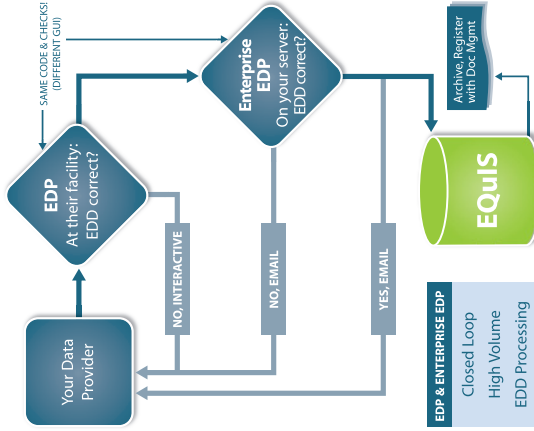 SAME CODE & CHECKS!
(DIFFERENT GUI)
Your Data
Provider
EDP
At their facility:
EDD correct?
Enterprise
EDP
On your server:
EDD correct?
NO, INTERACTIVE
NO, EMAIL
YES, EMAIL
Archive, Register
with Doc Mgmt
EQuIS
EDP & ENTERPRISE EDP
Closed Loop
High Volume
EDD Processing